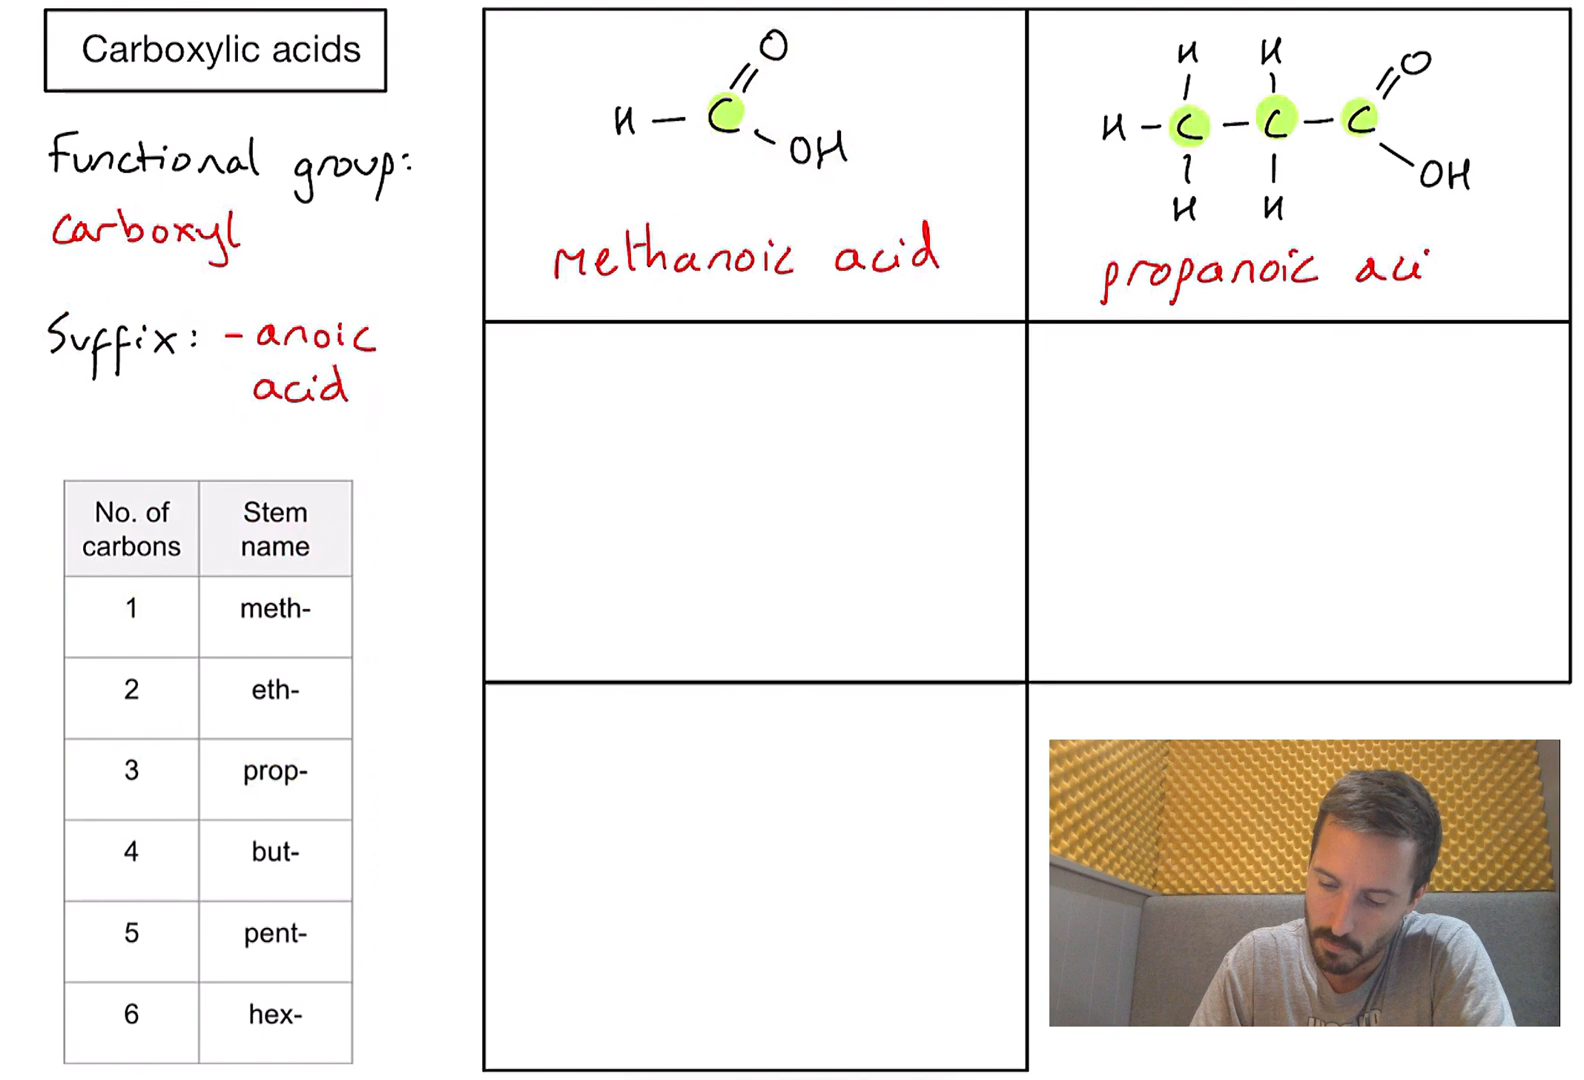 Carboxylic acids
Functional group:
carboxyl
Suffix: -anoic
acid
No. of carbons Stem name
1 meth-
2 eth-
3 prop-
4 but-
5 pent-
6 hex-
O
H - C
OH
methanoic acid
H H O
H - C - C - C
OH
H H
propanoic aci